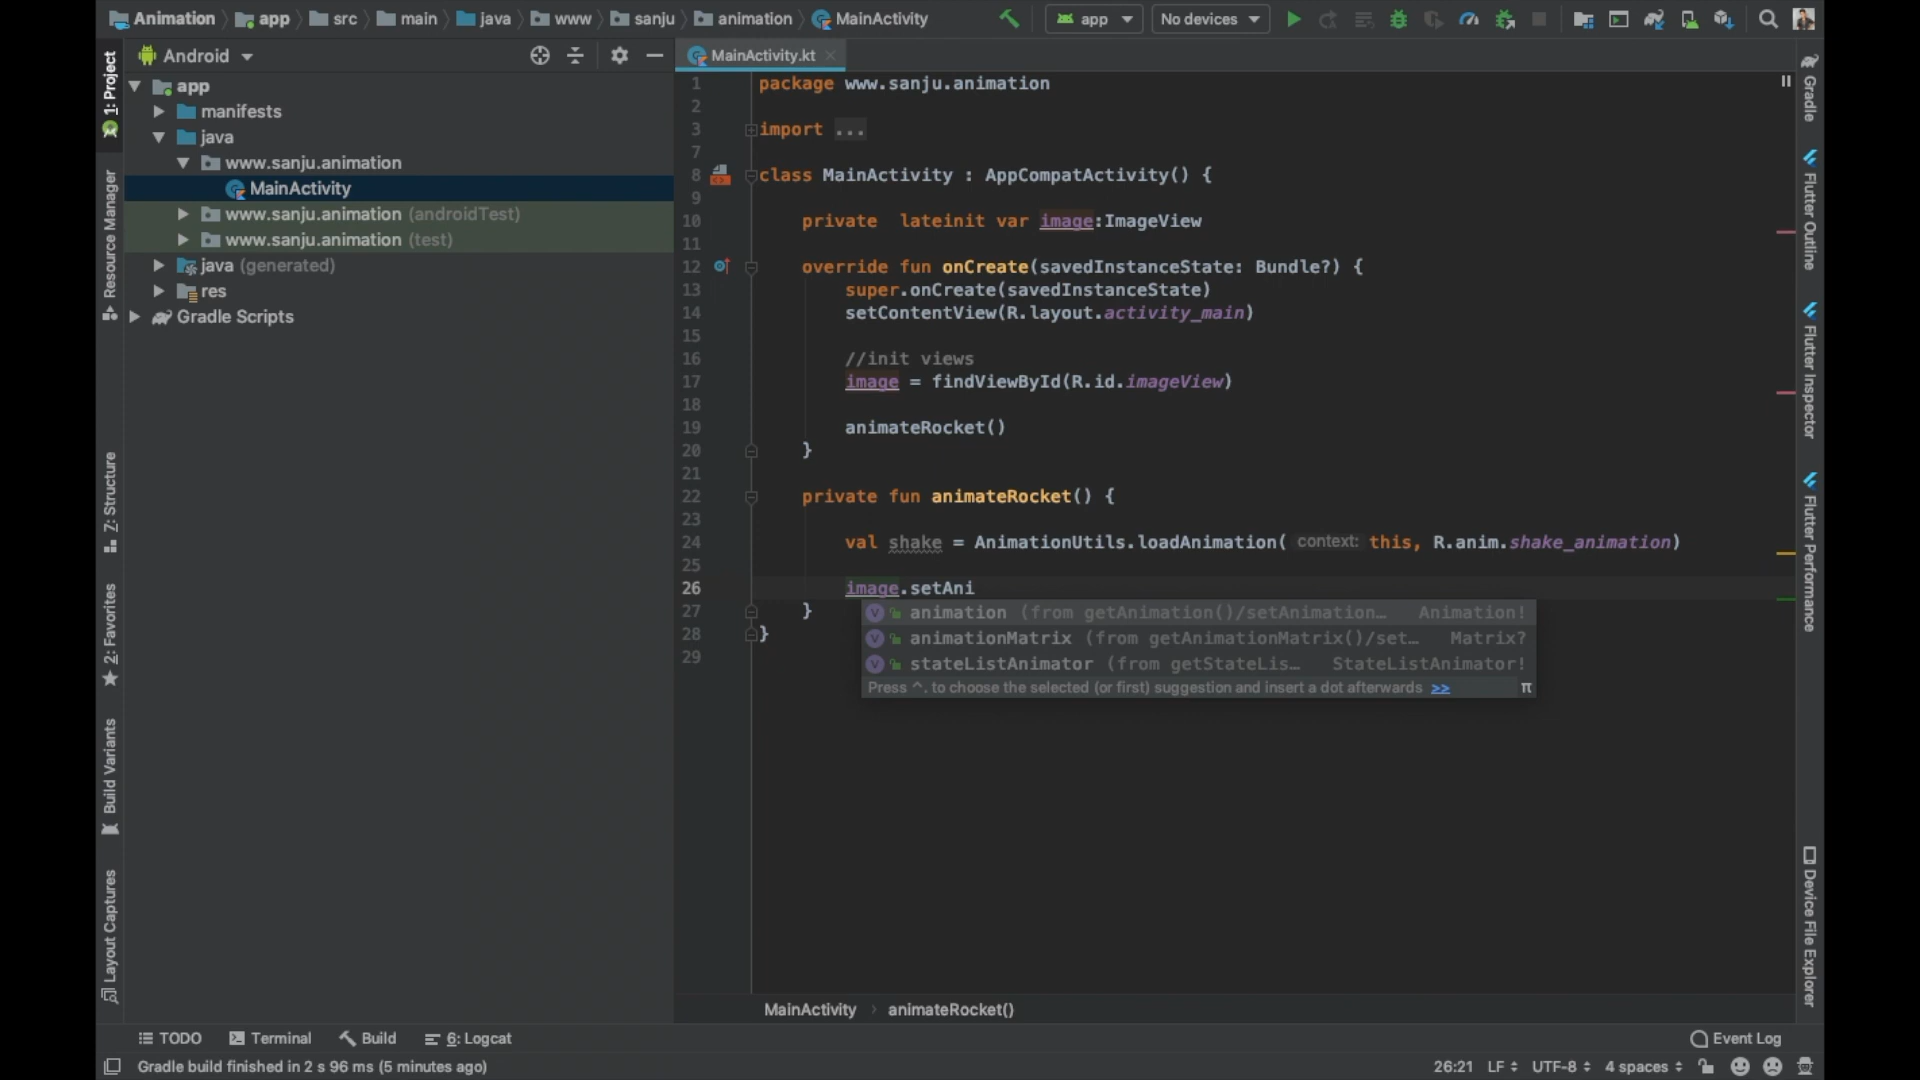 Animation app src main java www sanju animation MainActivity app No devices
1: Project
Android
MainActivity.kt
app
manifests
java
www.sanju.animation
MainActivity
www.sanju.animation (androidTest)
www.sanju.animation (test)
java (generated)
res
Gradle Scripts
Resource Manager
7: Structure
2: Favorites
Build Variants
Layout Captures
1 package www.sanju.animation
2
3 import ...
7
8 class MainActivity : AppCompatActivity() {
9
10 private lateinit var image:ImageView
11
12 override fun onCreate(savedInstanceState: Bundle?) {
13 super.onCreate(savedInstanceState)
14 setContentView(R.layout.activity_main)
15
16 //init views
17 image = findViewById(R.id.imageView)
18
19 animateRocket()
20 }
21
22 private fun animateRocket() {
23
24 val shake = AnimationUtils.loadAnimation( context: this, R.anim.shake_animation)
25
26 image.setAni
27 }
28 }
29
animation (from getAnimation()/setAnimation... Animation!
animationMatrix (from getAnimationMatrix()/set... Matrix?
stateListAnimator (from getStateLis... StateListAnimator!
Press ^. to choose the selected (or first) suggestion and insert a dot afterwards >> π
Gradle
Flutter Outline
Flutter Inspector
Flutter Performance
Device File Explorer
MainActivity animateRocket()
TODO Terminal Build 6: Logcat Event Log
Gradle build finished in 2 s 96 ms (5 minutes ago) 26:21 LF UTF-8 4 spaces